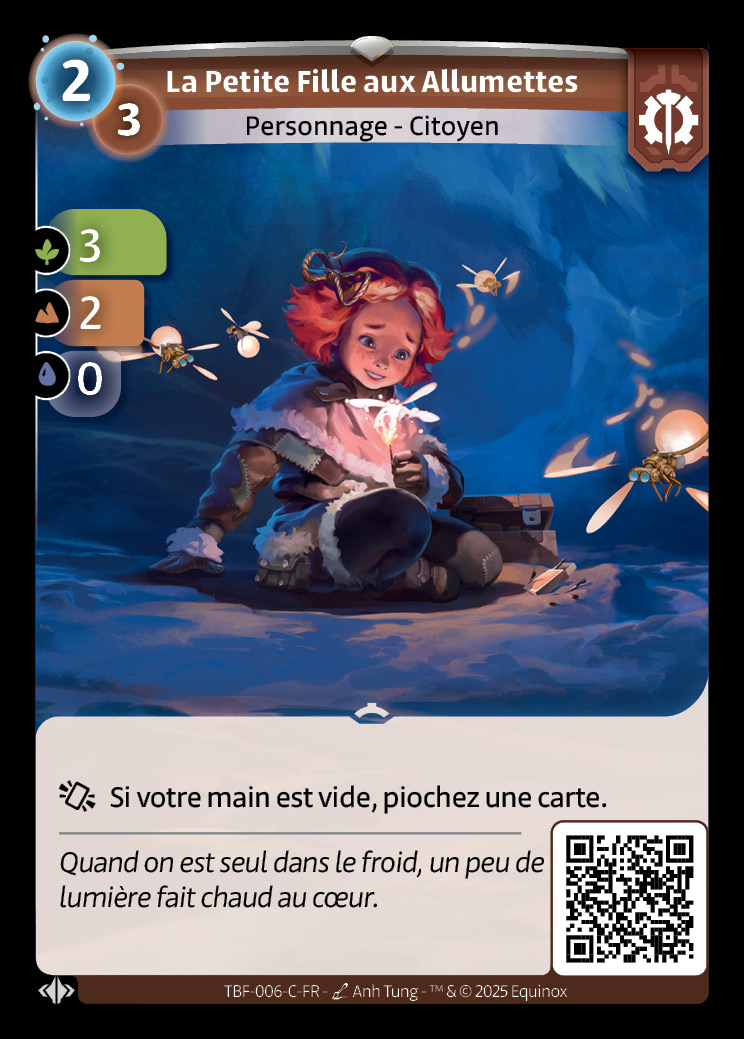 2
La Petite Fille aux Allumettes
3
Personnage - Citoyen
3
2
0
Si votre main est vide, piochez une carte.
Quand on est seul dans le froid, un peu de
lumière fait chaud au cœur.
TBF-006-C-FR - Anh Tung - ™ & © 2025 Equinox